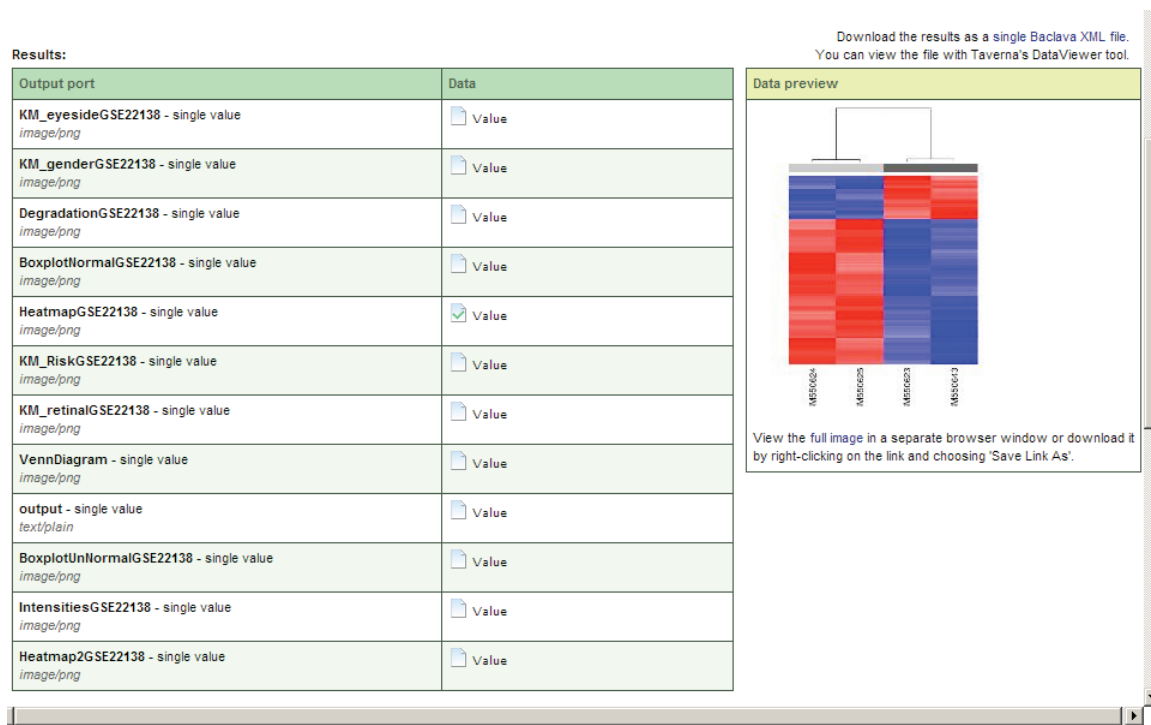 Download the results as a single Baclava XML file.
You can view the file with Taverna's DataViewer tool.
Results:
Output port Data
KM_eyesideGSE22138 - single value Value
image/png
KM_genderGSE22138 - single value Value
image/png
DegradationGSE22138 - single value Value
image/png
BoxplotNormalGSE22138 - single value Value
image/png
HeatmapGSE22138 - single value Value
image/png
KM_RiskGSE22138 - single value Value
image/png
KM_retinalGSE22138 - single value Value
image/png
VennDiagram - single value Value
image/png
output - single value Value
text/plain
BoxplotUnNormalGSE22138 - single value Value
image/png
IntensitiesGSE22138 - single value Value
image/png
Heatmap2GSE22138 - single value Value
image/png
Data preview
M550624
M550625
M550623
M550643
View the full image in a separate browser window or download it
by right-clicking on the link and choosing 'Save Link As'.